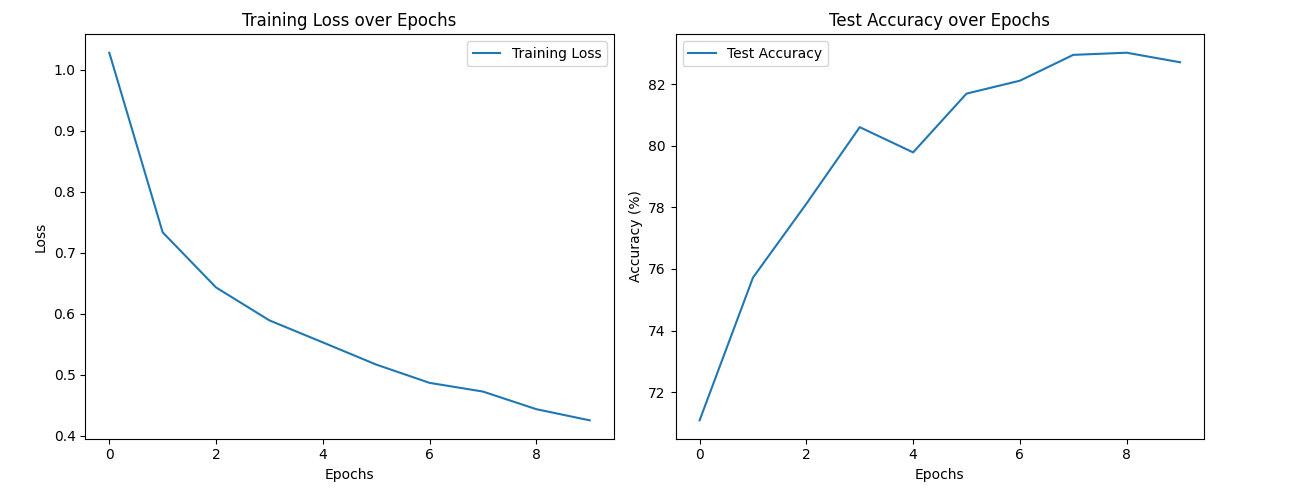 Training Loss over Epochs
Training Loss
1.0
0.9
0.8
0.7
0.6
0.5
0.4
Loss
0 2 4 6 8
Epochs
Test Accuracy over Epochs
Test Accuracy
82
80
78
76
74
72
Accuracy (%)
0 2 4 6 8
Epochs